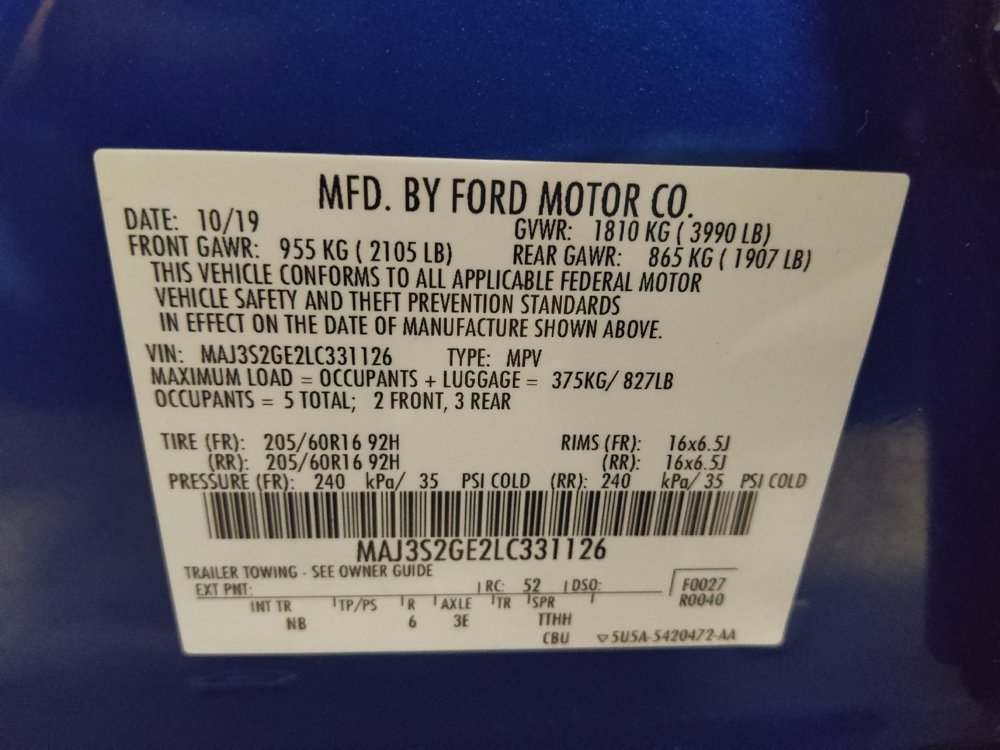 MFD. BY FORD MOTOR CO.
DATE: 10/19 GVWR: 1810 KG ( 3990 LB)
FRONT GAWR: 955 KG ( 2105 LB) REAR GAWR: 865 KG ( 1907 LB)
THIS VEHICLE CONFORMS TO ALL APPLICABLE FEDERAL MOTOR
VEHICLE SAFETY AND THEFT PREVENTION STANDARDS
IN EFFECT ON THE DATE OF MANUFACTURE SHOWN ABOVE.
VIN: MAJ3S2GE2LC331126 TYPE: MPV
MAXIMUM LOAD = OCCUPANTS + LUGGAGE = 375KG/ 827LB
OCCUPANTS = 5 TOTAL; 2 FRONT, 3 REAR
TIRE (FR): 205/60R16 92H RIMS (FR): 16x6.5J
(RR): 205/60R16 92H (RR): 16x6.5J
PRESSURE (FR): 240 kPa/ 35 PSI COLD (RR): 240 kPa/ 35 PSI COLD
MAJ3S2GE2LC331126
TRAILER TOWING - SEE OWNER GUIDE
EXT PNT: RC: 52 DSO: F0027
INT TR TP/PS R AXLE TR SPR R0040
NB 6 3E TTHH
CBU 5U5A-5420472-AA